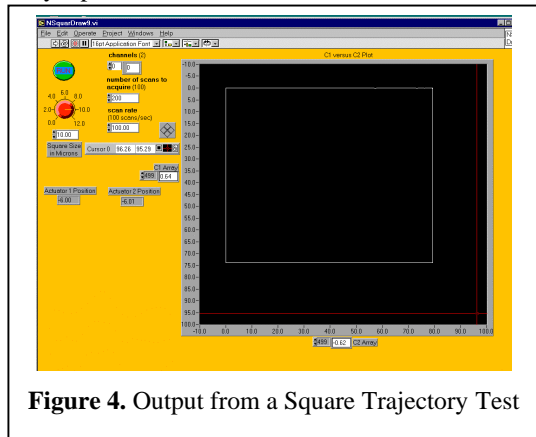 NSquarDraw9.vi
File Edit Operate Project Windows Help
16pt Application Font
channels (2)
0 0
number of scans to
acquire (100)
200
scan rate
(100 scans/sec)
100.00
4.0 6.0 8.0
2.0 10.0
0.0 12.0
10.00
Square Size
in Microns
Cursor 0 96.26 95.29
C1 Array
499 0.64
Actuator 1 Position
-6.00
Actuator 2 Position
-6.01
C1 versus C2 Plot
-10.0
0.0
5.0
10.0
15.0
20.0
25.0
30.0
35.0
40.0
45.0
50.0
55.0
60.0
65.0
70.0
75.0
80.0
85.0
90.0
95.0
100.0
-10.0 0.0 10.0 20.0 30.0 40.0 50.0 60.0 70.0 80.0 90.0 100.0
499 -0.62 C2 Array
Figure 4. Output from a Square Trajectory Test